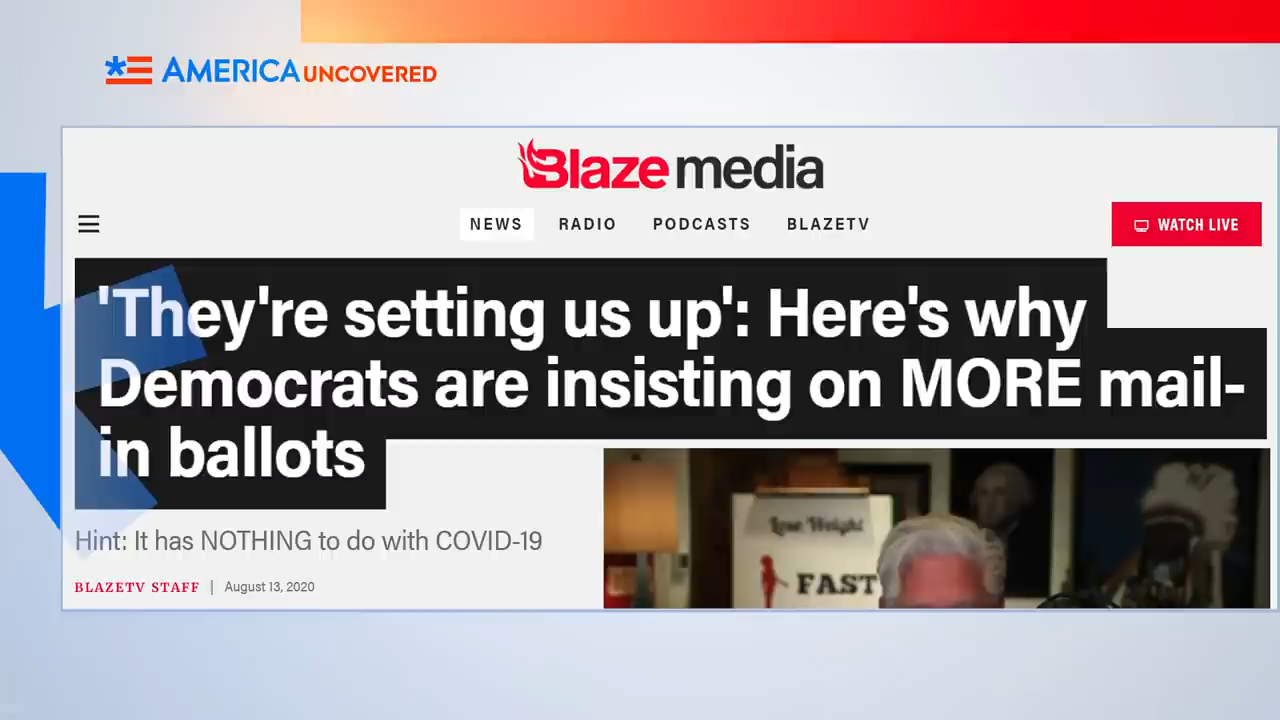 AMERICA UNCOVERED
Blaze media
NEWS RADIO PODCASTS BLAZETV
WATCH LIVE
'They're setting us up': Here's why
Democrats are insisting on MORE mail-
in ballots
Hint: It has NOTHING to do with COVID-19
BLAZETV STAFF | August 13, 2020
Lose Weight
FAST